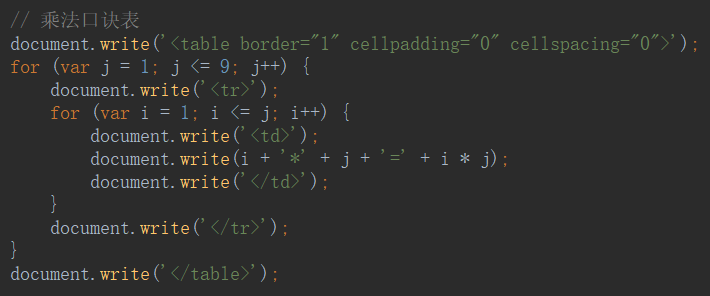 // 乘法口诀表
document.write('<table border="1" cellpadding="0" cellspacing="0">');
for (var j = 1; j <= 9; j++) {
    document.write('<tr>');
    for (var i = 1; i <= j; i++) {
        document.write('<td>');
        document.write(i + '*' + j + '=' + i * j);
        document.write('</td>');
    }
    document.write('</tr>');
}
document.write('</table>');